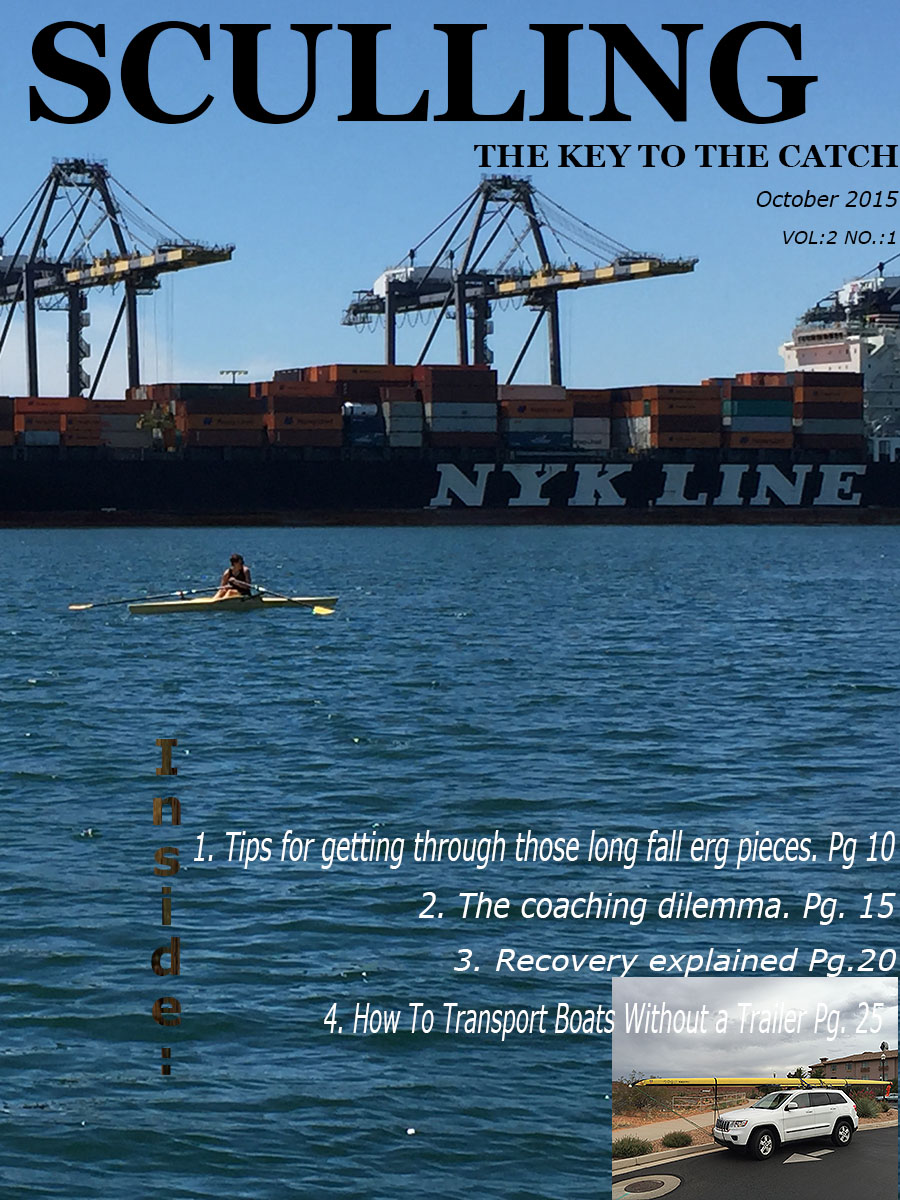 SCULLING
THE KEY TO THE CATCH
October 2015
VOL:2 NO.:1
NYK LINE
Inside:
1. Tips for getting through those long fall erg pieces. Pg 10
2. The coaching dilemma. Pg. 15
3. Recovery explained Pg.20
4. How To Transport Boats Without a Trailer Pg. 25